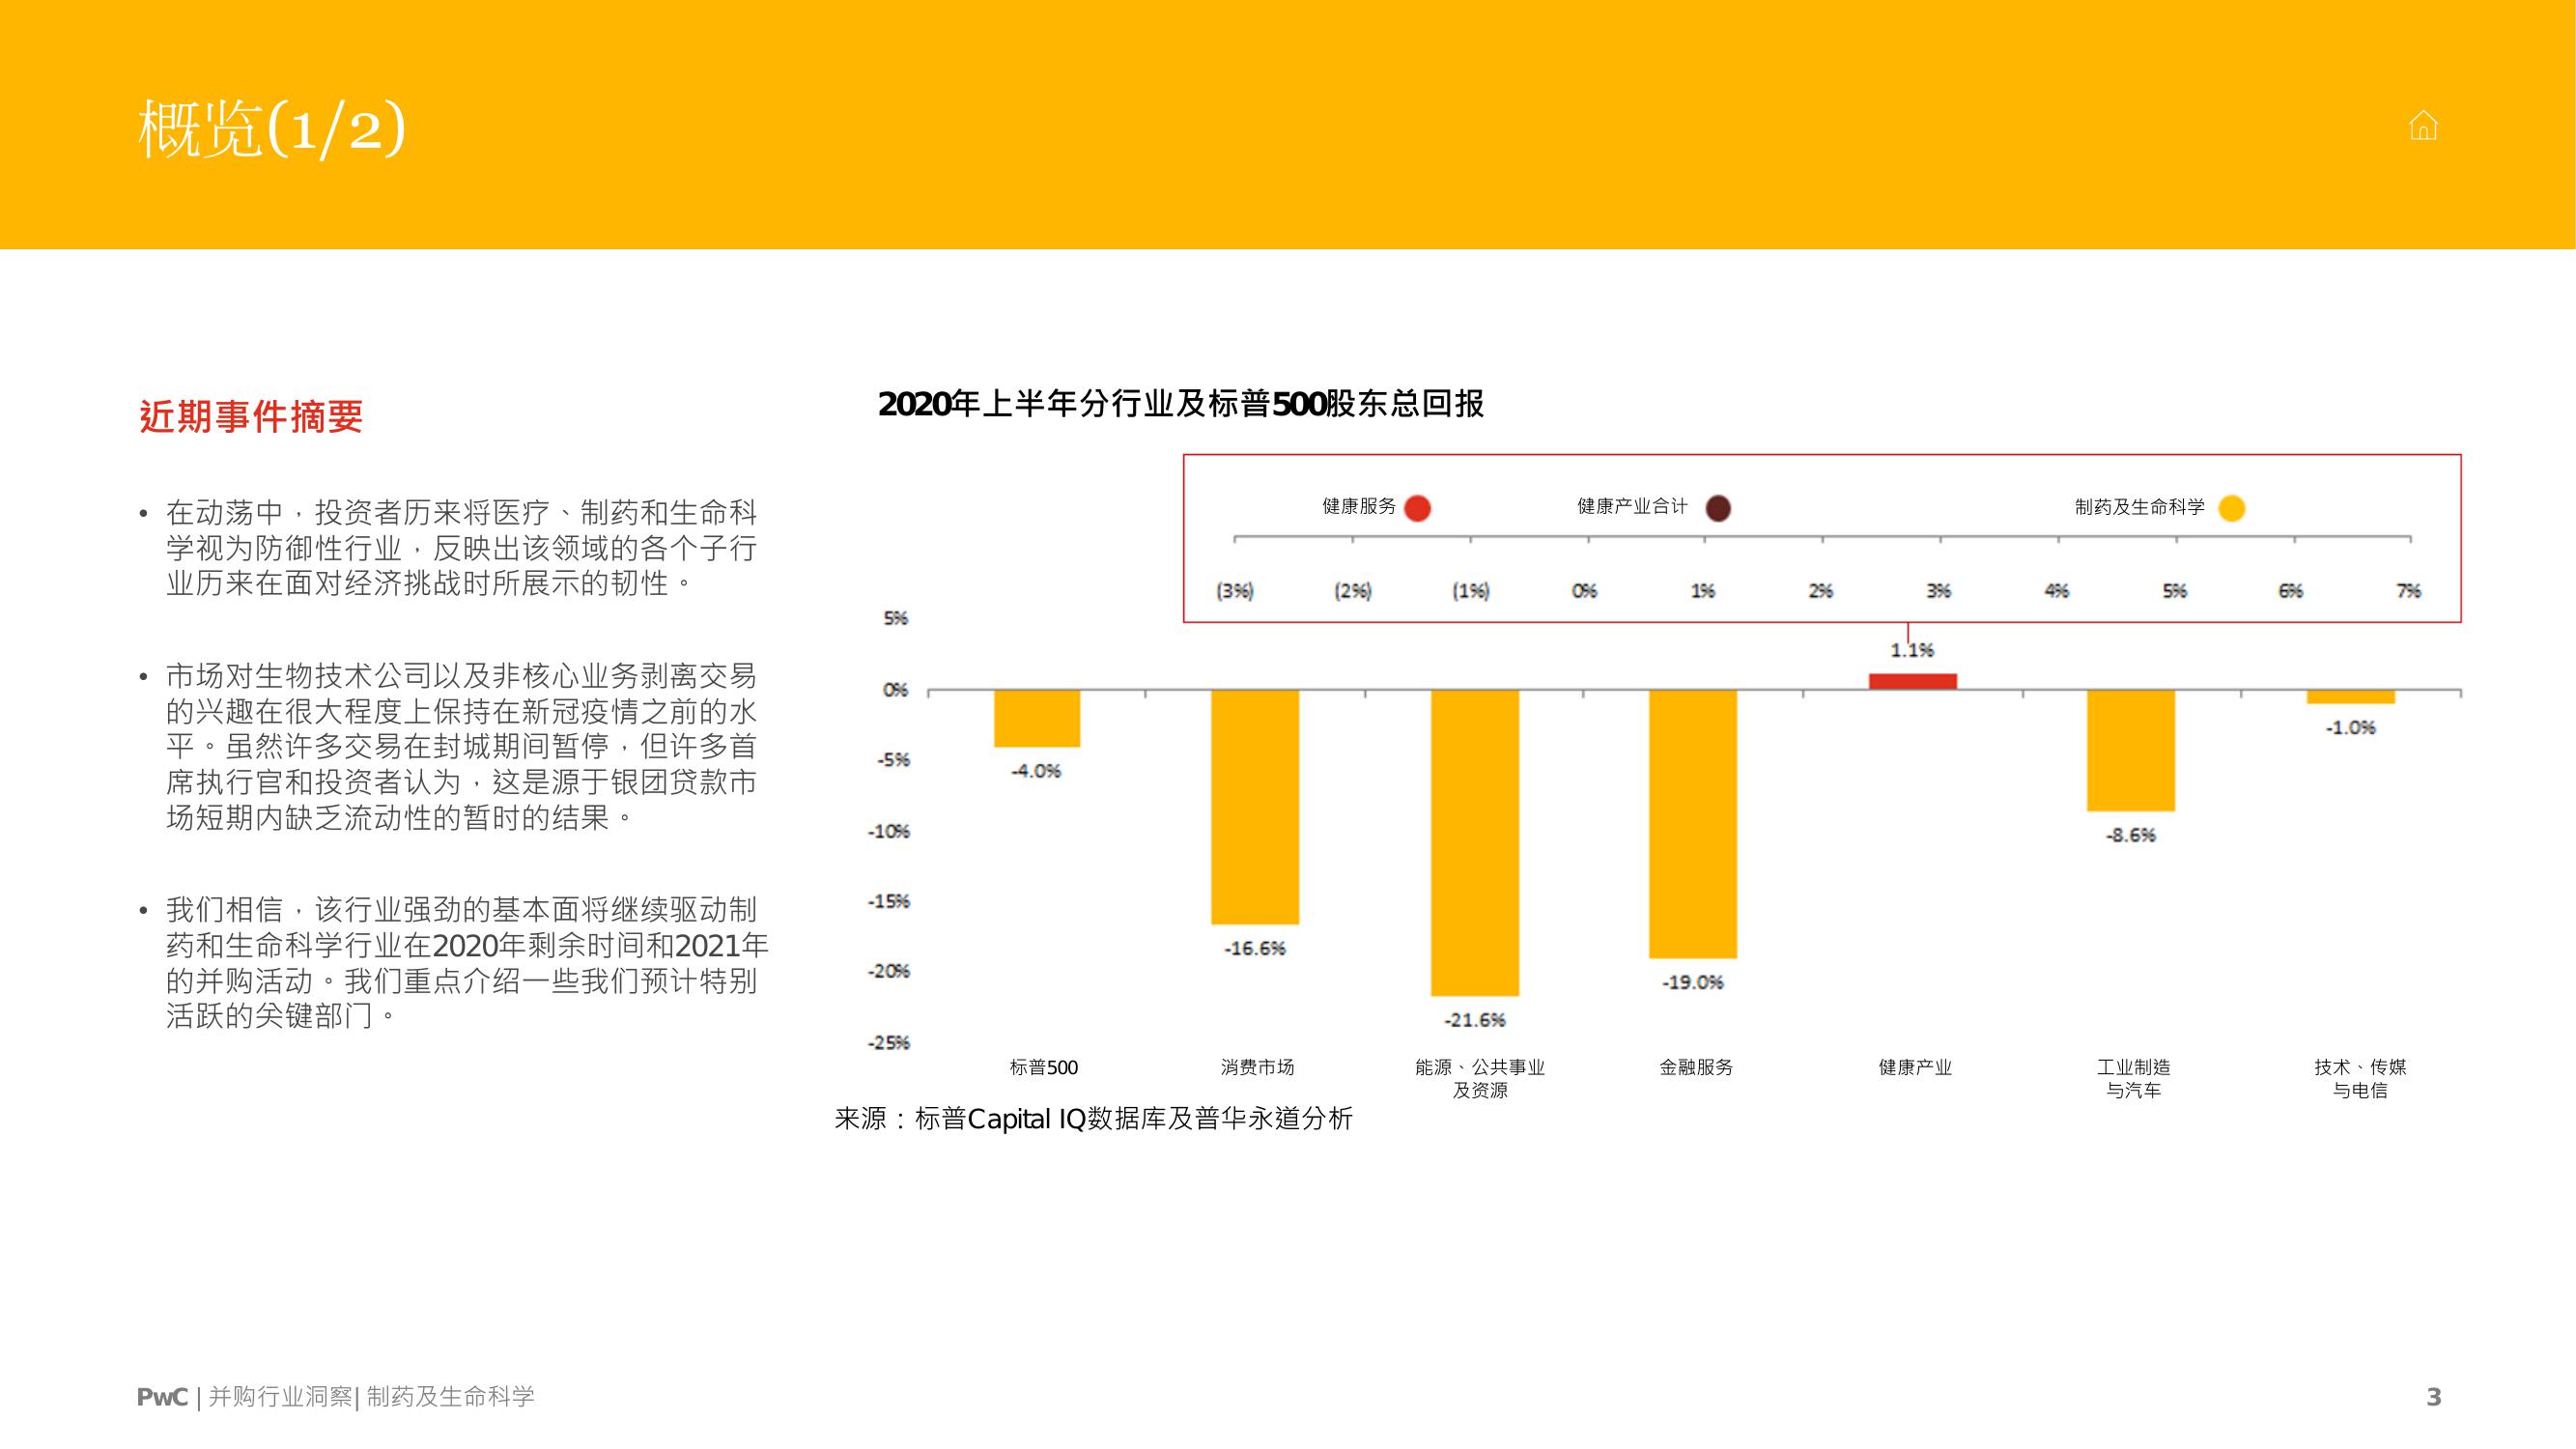 概览(1/2)
近期事件摘要
• 在动荡中，投资者历来将医疗、制药和生命科
学视为防御性行业，反映出该领域的各个子行
业历来在面对经济挑战时所展示的韧性。
• 市场对生物技术公司以及非核心业务剥离交易
的兴趣在很大程度上保持在新冠疫情之前的水
平。虽然许多交易在封城期间暂停，但许多首
席执行官和投资者认为，这是源于银团贷款市
场短期内缺乏流动性的暂时的结果。
• 我们相信，该行业强劲的基本面将继续驱动制
药和生命科学行业在2020年剩余时间和2021年
的并购活动。我们重点介绍一些我们预计特别
活跃的关键部门。
2020年上半年分行业及标普500股东总回报
健康服务 健康产业合计 制药及生命科学
(3%) (2%) (1%) 0% 1% 2% 3% 4% 5% 6% 7%
5%
0%
-5%
-10%
-15%
-20%
-25%
-4.0%
-16.6%
-21.6%
-19.0%
1.1%
-8.6%
-1.0%
标普500
消费市场
能源、公共事业
及资源
金融服务
健康产业
工业制造
与汽车
技术、传媒
与电信
来源：标普Capital IQ数据库及普华永道分析
PwC | 并购行业洞察| 制药及生命科学
3